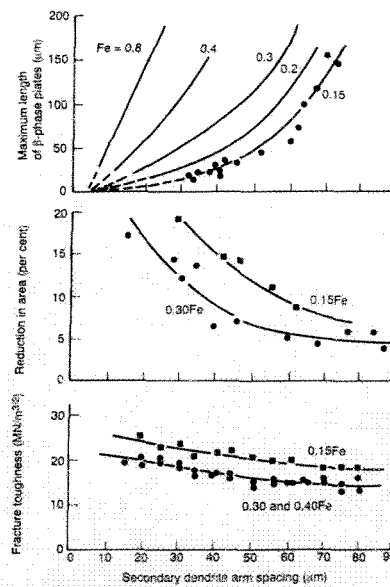 Maximum length
of β-phase plates (μm)
200
150
100
50
0
Fe = 0.8
0.4
0.3
0.2
0.15
Reduction in area (per cent)
20
15
10
5
0
0.30Fe
0.15Fe
Fracture toughness (MN/m³ᐟ²)
30
20
10
0
0.15Fe
0.30 and 0.40Fe
0 10 20 30 40 50 60 70 80
Secondary dendrite arm spacing (μm)